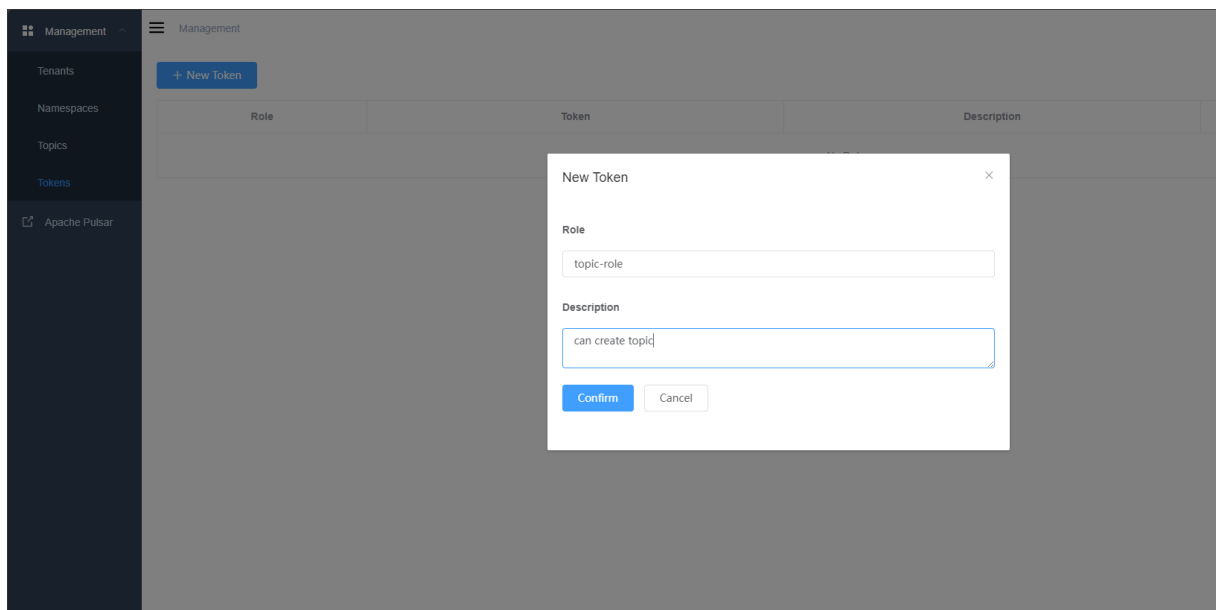 Management
Management
Tenants
+ New Token
Namespaces
Role
Token
Description
Topics
New Token
Tokens
Apache Pulsar
Role
topic-role
Description
can create topic
Confirm
Cancel